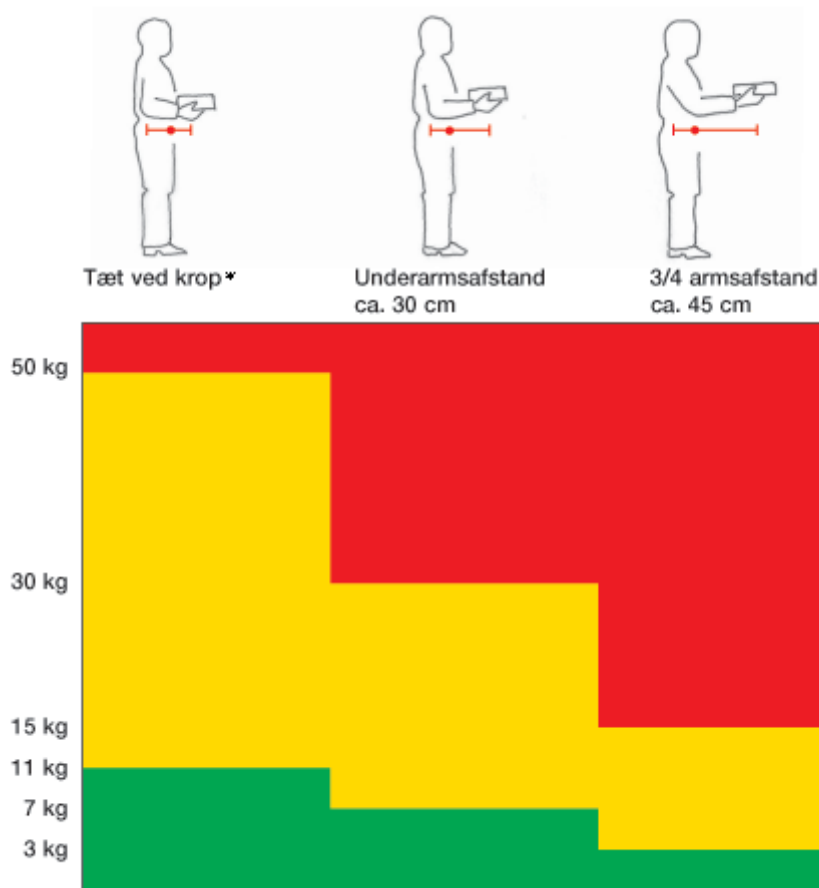 Tæt ved krop*
Underarmsafstand
ca. 30 cm
3/4 armsafstand
ca. 45 cm
50 kg
30 kg
15 kg
11 kg
7 kg
3 kg